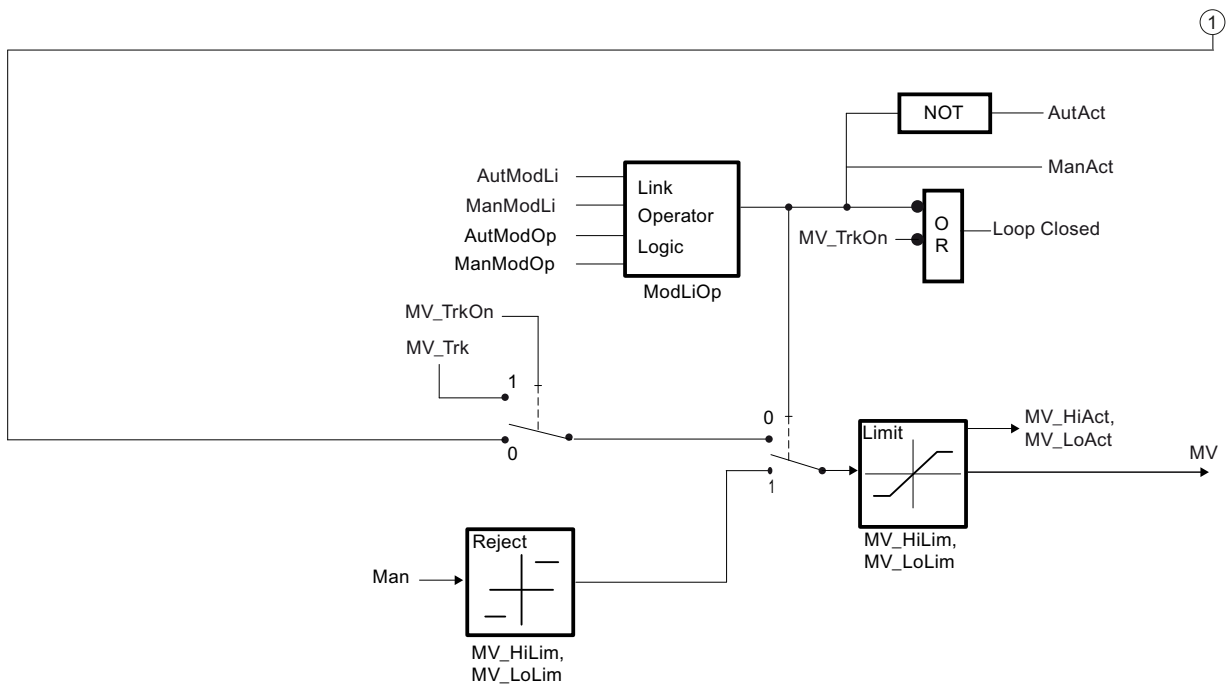 1
NOT
AutAct
ManAct
AutModLi
ManModLi
AutModOp
ManModOp
Link
Operator
Logic
ModLiOp
MV_TrkOn
O
R
Loop Closed
MV_TrkOn
MV_Trk
1
0
0
1
Limit
MV_HiAct,
MV_LoAct
MV
MV_HiLim,
MV_LoLim
Man
Reject
MV_HiLim,
MV_LoLim